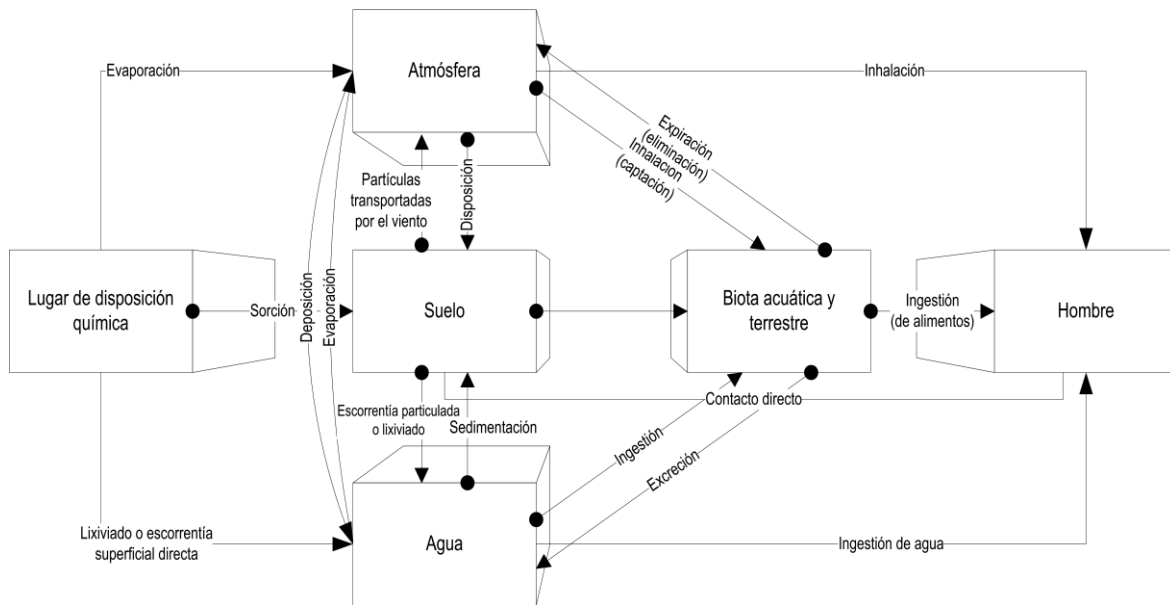 Atmósfera
Evaporación
Inhalación
Expiración
(eliminación)
Inhalacion
(captación)
Partículas
transportadas
por el viento
Disposición
Lugar de disposición
química
Sorción
Deposición
Evaporación
Suelo
Biota acuática y
terrestre
Ingestión
(de alimentos)
Hombre
Contacto directo
Escorrentía particulada
o lixiviado
Sedimentación
Ingestión
Excreción
Lixiviado o escorrentía
superficial directa
Agua
Ingestión de agua